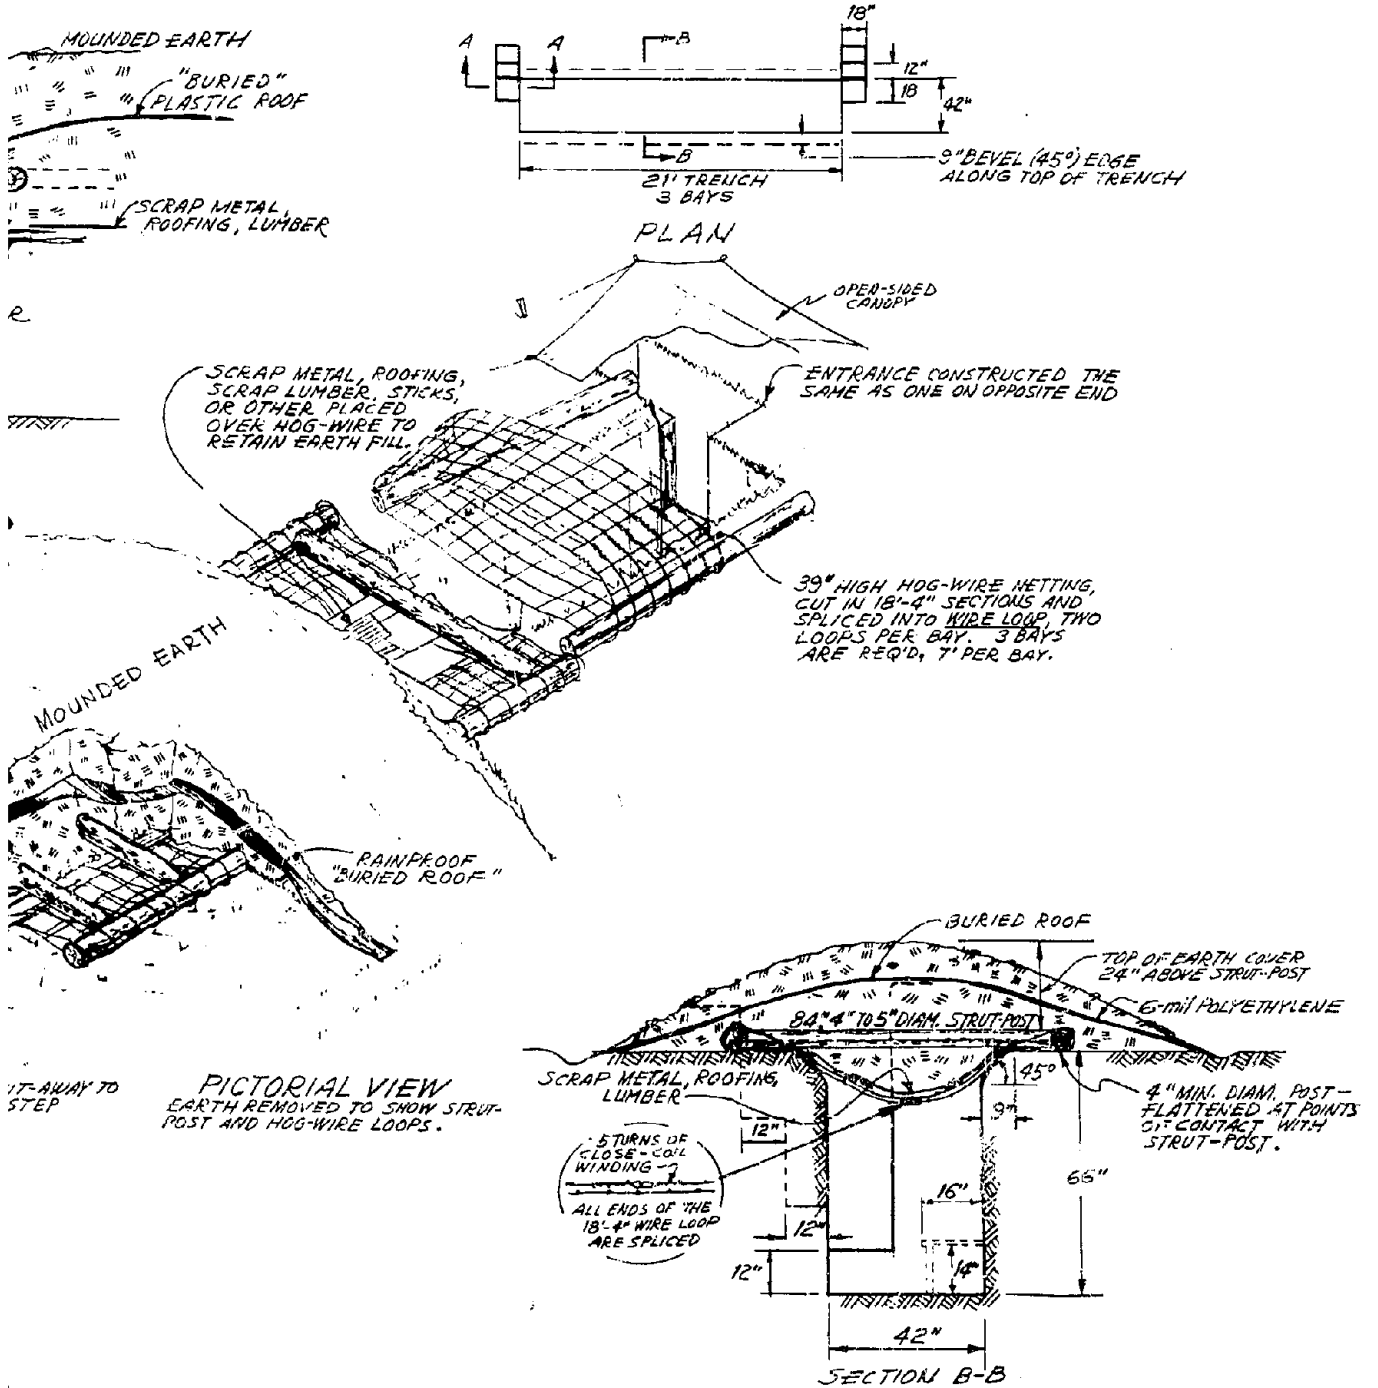 MOUNDED EARTH
"BURIED"
PLASTIC ROOF
SCRAP METAL,
ROOFING, LUMBER
A
A
B
18"
12"
18
42"
B
9" BEVEL (45°) EDGE
ALONG TOP OF TRENCH
21' TRENCH
3 BAYS
PLAN
OPEN-SIDED
CANOPY
SCRAP METAL, ROOFING,
SCRAP LUMBER, STICKS,
OR OTHER PLACED
OVER HOG-WIRE TO
RETAIN EARTH FILL.
ENTRANCE CONSTRUCTED THE
SAME AS ONE ON OPPOSITE END
39" HIGH HOG-WIRE NETTING,
CUT IN 18'-4" SECTIONS AND
SPLICED INTO WIRE LOOP, TWO
LOOPS PER BAY. 3 BAYS
ARE REQ'D, 7' PER BAY.
MOUNDED EARTH
RAINPROOF
"BURIED ROOF"
UT-AWAY TO
STEP
PICTORIAL VIEW
EARTH REMOVED TO SHOW STRUT-
POST AND HOG-WIRE LOOPS.
BURIED ROOF
TOP OF EARTH COVER
24" ABOVE STRUT-POST
6-mil POLYETHYLENE
84" 4" TO 5" DIAM. STRUT-POST
SCRAP METAL, ROOFING,
LUMBER
45°
9"
4" MIN. DIAM. POST-
FLATTENED AT POINTS
OF CONTACT WITH
STRUT-POST.
12"
5 TURNS OF
CLOSE-COIL
WINDING
ALL ENDS OF THE
18'-4" WIRE LOOP
ARE SPLICED
12"
12"
16"
14"
66"
42"
SECTION B-B